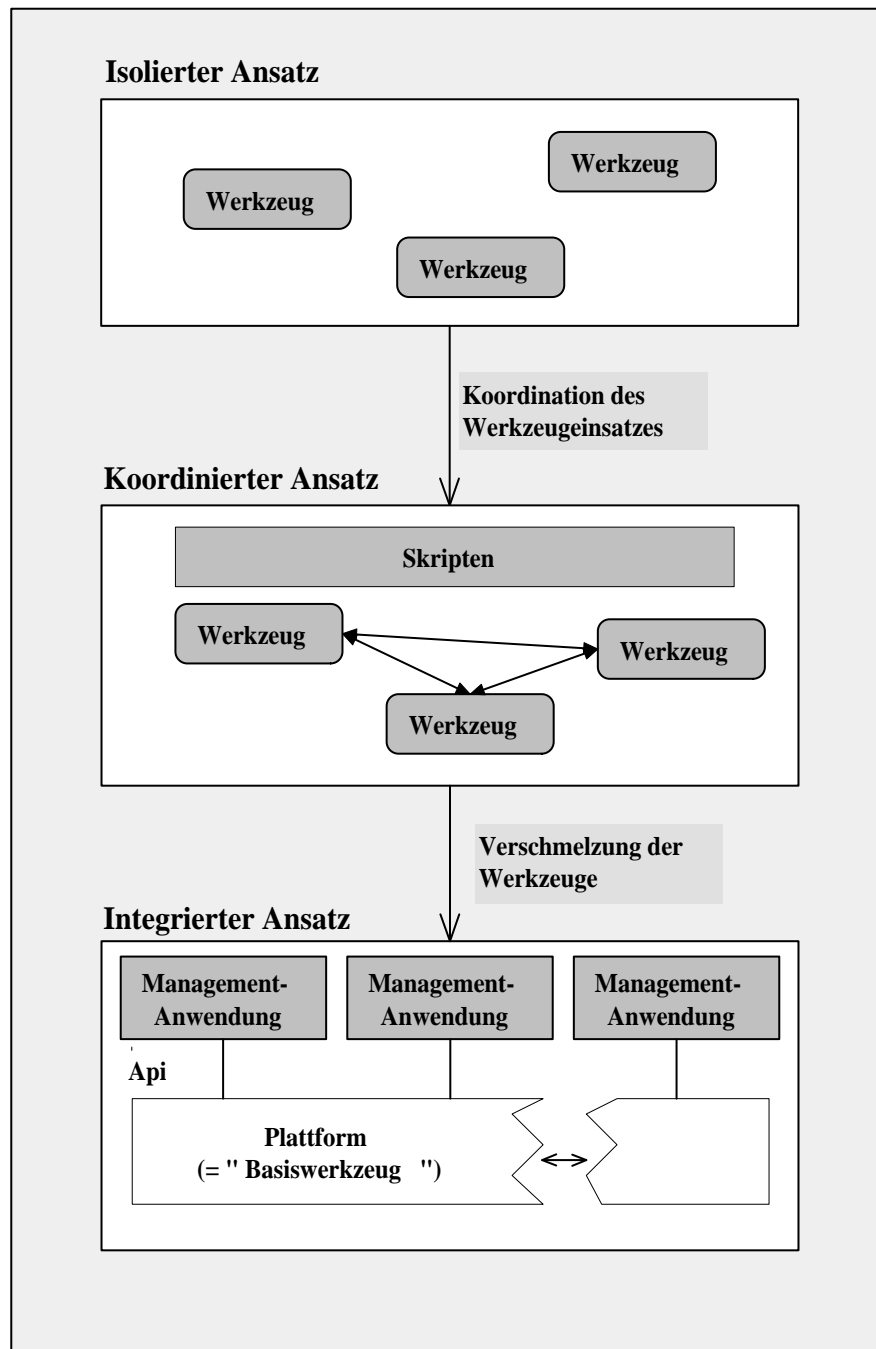 Isolierter Ansatz
Werkzeug
Werkzeug
Werkzeug
Koordination des
Werkzeugeinsatzes
Koordinierter Ansatz
Skripten
Werkzeug
Werkzeug
Werkzeug
Verschmelzung der
Werkzeuge
Integrierter Ansatz
Management-
Anwendung
Management-
Anwendung
Management-
Anwendung
Api
Plattform
(= " Basiswerkzeug ")